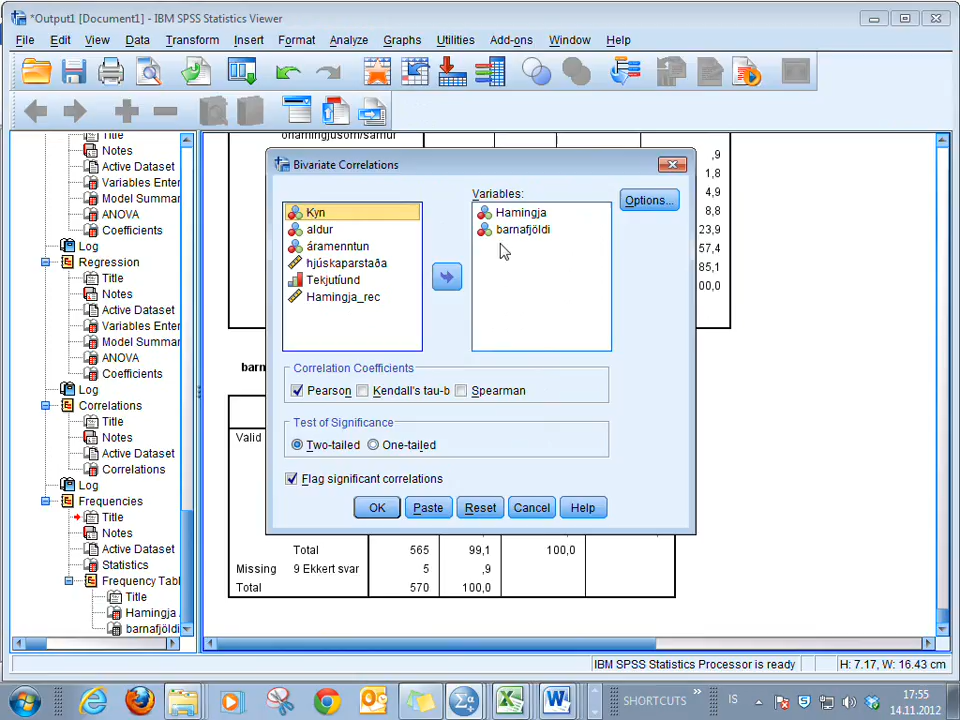 *Output1 [Document1] - IBM SPSS Statistics Viewer
File Edit View Data Transform Insert Format Analyze Graphs Utilities Add-ons Window Help
Title
Notes
Active Dataset
Variables Enter
Model Summar
ANOVA
Coefficients
Log
Regression
Title
Notes
Active Dataset
Variables Enter
Model Summar
ANOVA
Coefficients
Log
Correlations
Title
Notes
Active Dataset
Correlations
Log
Frequencies
Title
Notes
Active Dataset
Statistics
Frequency Tabl
Title
Hamingja
barnafjöldi
óhamingjusom/samur
,9
1,8
4,9
8,8
23,9
57,4
85,1
00,0
barn
Valid
Total 565 99,1 100,0
Missing 9 Ekkert svar 5 ,9
Total 570 100,0
Bivariate Correlations
Variables:
Kyn
aldur
áramenntun
hjúskaparstaða
Tekjutíund
Hamingja_rec
Hamingja
barnafjöldi
Options...
Correlation Coefficients
Pearson Kendall's tau-b Spearman
Test of Significance
Two-tailed One-tailed
Flag significant correlations
OK Paste Reset Cancel Help
IBM SPSS Statistics Processor is ready H: 7.17, W: 16.43 cm
SHORTCUTS » IS 17:55
14.11.2012